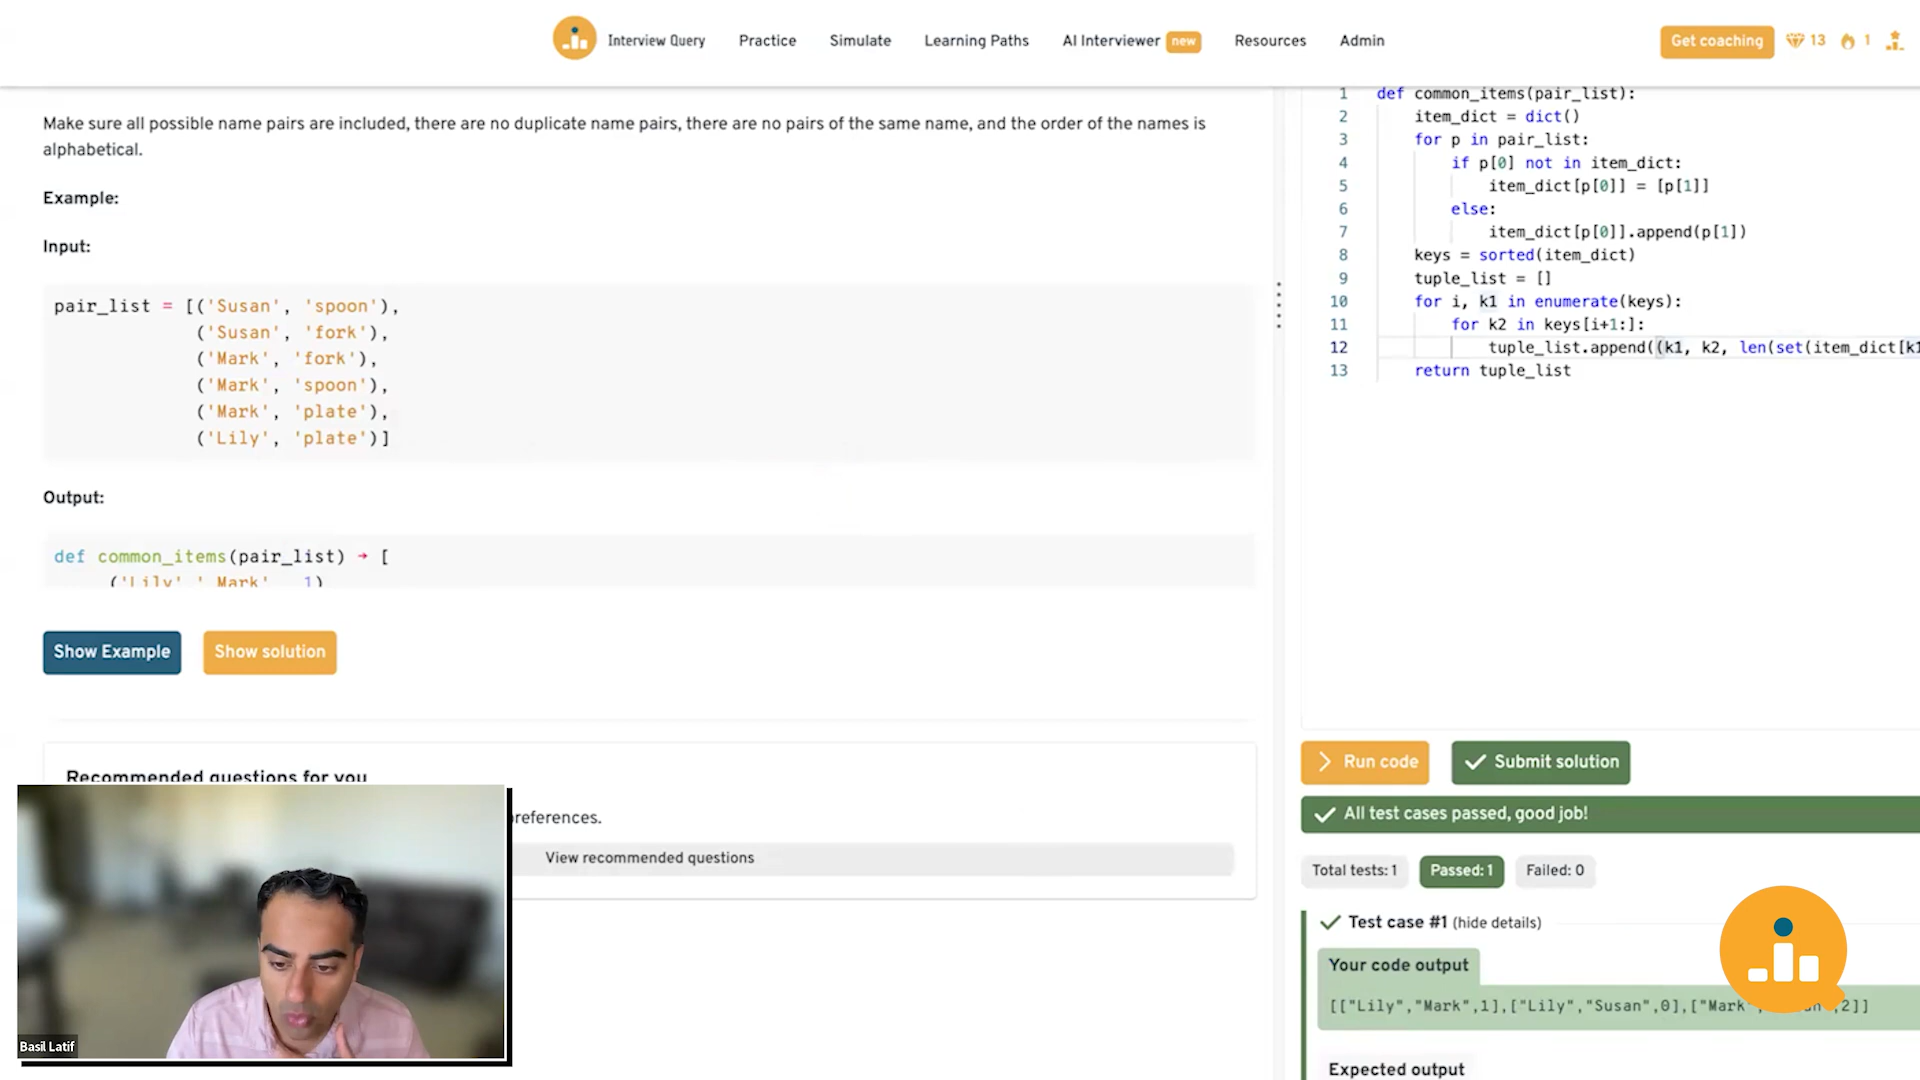 Interview Query
Practice
Simulate
Learning Paths
AI Interviewer new
Resources
Admin
Get coaching
13
1
Make sure all possible name pairs are included, there are no duplicate name pairs, there are no pairs of the same name, and the order of the names is
alphabetical.
Example:
Input:
pair_list = [('Susan', 'spoon'),
('Susan', 'fork'),
('Mark', 'fork'),
('Mark', 'spoon'),
('Mark', 'plate'),
('Lily', 'plate')]
Output:
def common_items(pair_list) → [
('Lily',' Mark' 1)
Show Example
Show solution
Recommended questions for you
references.
View recommended questions
Basil Latif
1 def common_items(pair_list):
2 item_dict = dict()
3 for p in pair_list:
4 if p[0] not in item_dict:
5 item_dict[p[0]] = [p[1]]
6 else:
7 item_dict[p[0]].append(p[1])
8 keys = sorted(item_dict)
9 tuple_list = []
10 for i, k1 in enumerate(keys):
11 for k2 in keys[i+1:]:
12 tuple_list.append((k1, k2, len(set(item_dict[k1
13 return tuple_list
Run code
Submit solution
All test cases passed, good job!
Total tests: 1
Passed: 1
Failed: 0
Test case #1 (hide details)
Your code output
[["Lily","Mark",1],["Lily","Susan",0],["Mark" ,2]]
Expected output